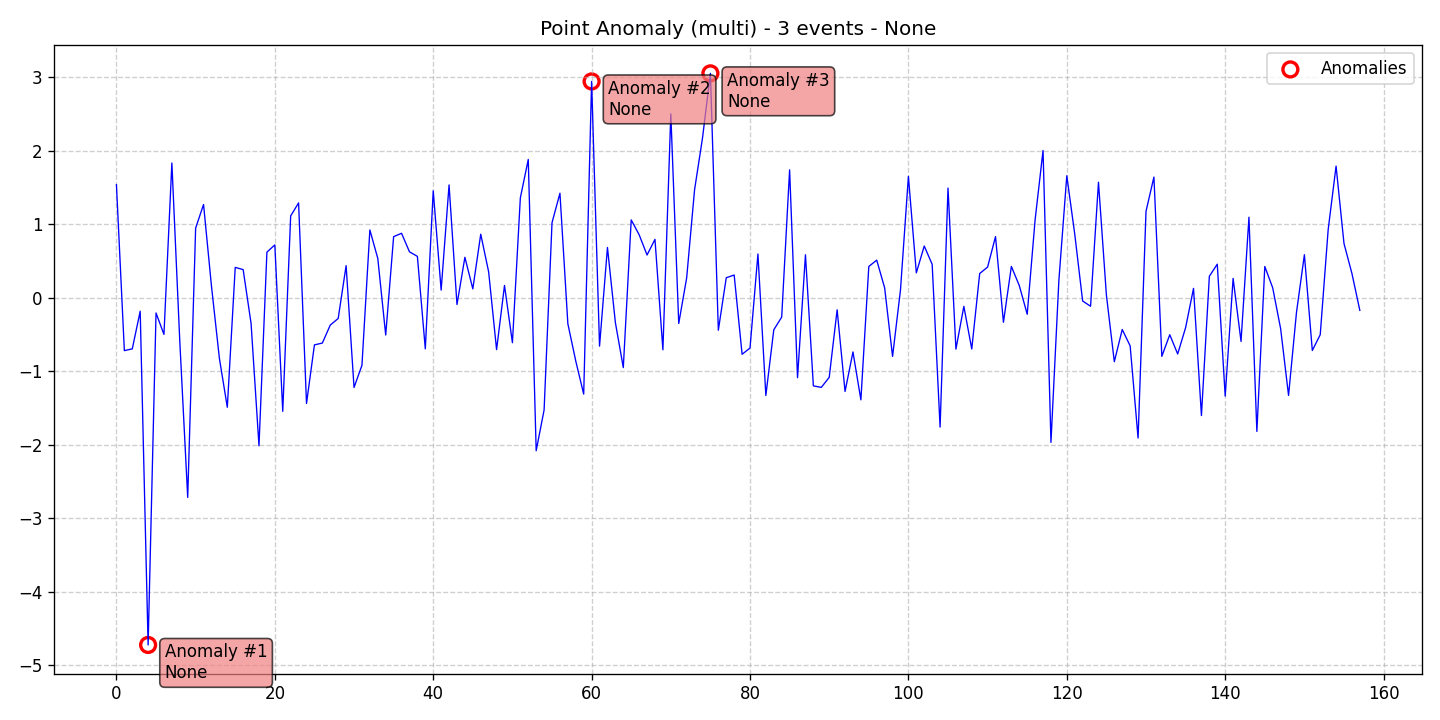 Point Anomaly (multi) - 3 events - None
Anomalies
Anomaly #2
None
Anomaly #3
None
Anomaly #1
None
3
2
1
0
−1
−2
−3
−4
−5
0 20 40 60 80 100 120 140 160